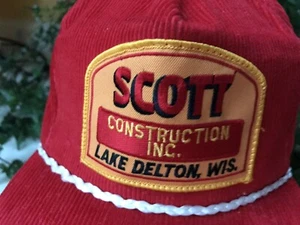 SCOTT
CONSTRUCTION
INC.
LAKE DELTON, WIS.